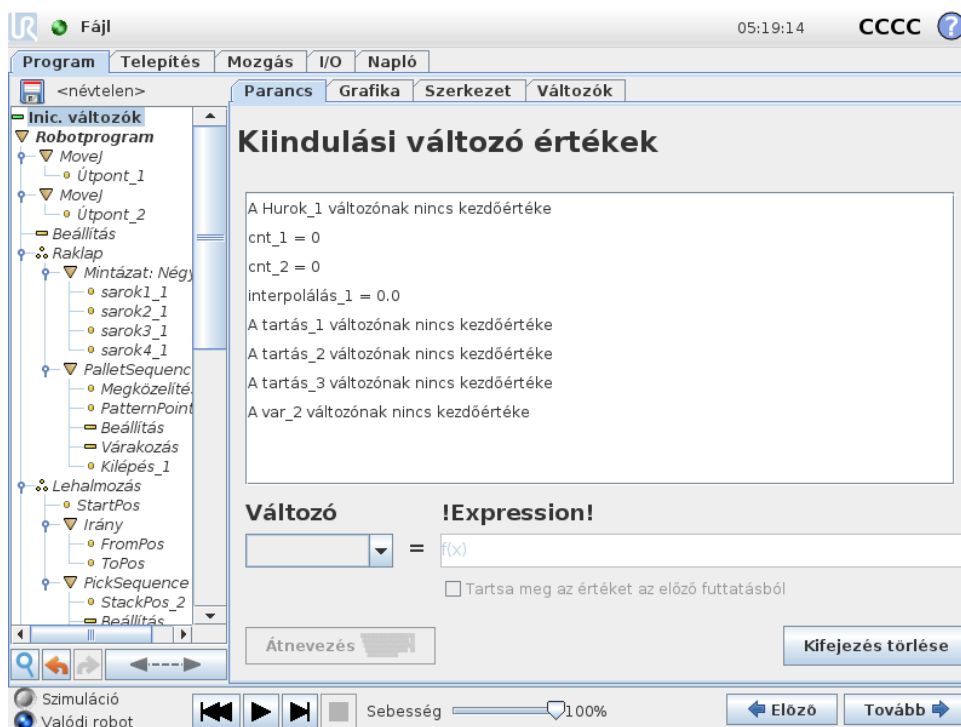 UR Fájl 05:19:14 CCCC ?
Program Telepítés Mozgás I/O Napló
<névtelen>
Parancs Grafika Szerkezet Változók
Inic. változók
Robotprogram
MoveJ
Útpont_1
MoveJ
Útpont_2
Beállítás
Raklap
Mintázat: Négy
sarok1_1
sarok2_1
sarok3_1
sarok4_1
PalletSequenc
Megközelítés
PatternPoint
Beállítás
Várakozás
Kilépés_1
Lehalmozás
StartPos
Irány
FromPos
ToPos
PickSequence
StackPos_2
Beállítás
Kiindulási változó értékek
A Hurok_1 változónak nincs kezdőértéke
cnt_1 = 0
cnt_2 = 0
interpolálás_1 = 0.0
A tartás_1 változónak nincs kezdőértéke
A tartás_2 változónak nincs kezdőértéke
A tartás_3 változónak nincs kezdőértéke
A var_2 változónak nincs kezdőértéke
Változó !Expression!
= f(x)
Tartsa meg az értéket az előző futtatásból
Átnevezés
Kifejezés törlése
Szimuláció
Valódi robot
Sebesség 100%
Előző Tovább